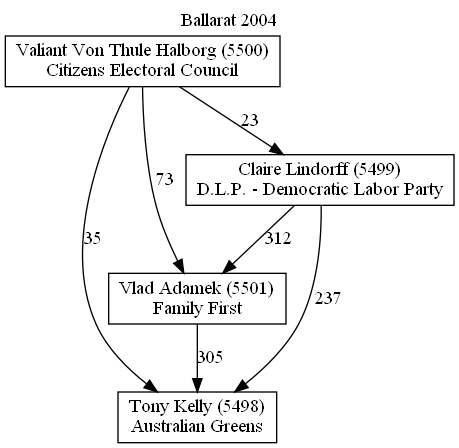 Ballarat 2004
Valiant Von Thule Halborg (5500)
Citizens Electoral Council
23
Claire Lindorff (5499)
D.L.P. - Democratic Labor Party
73
35
312
Vlad Adamek (5501)
Family First
237
305
Tony Kelly (5498)
Australian Greens